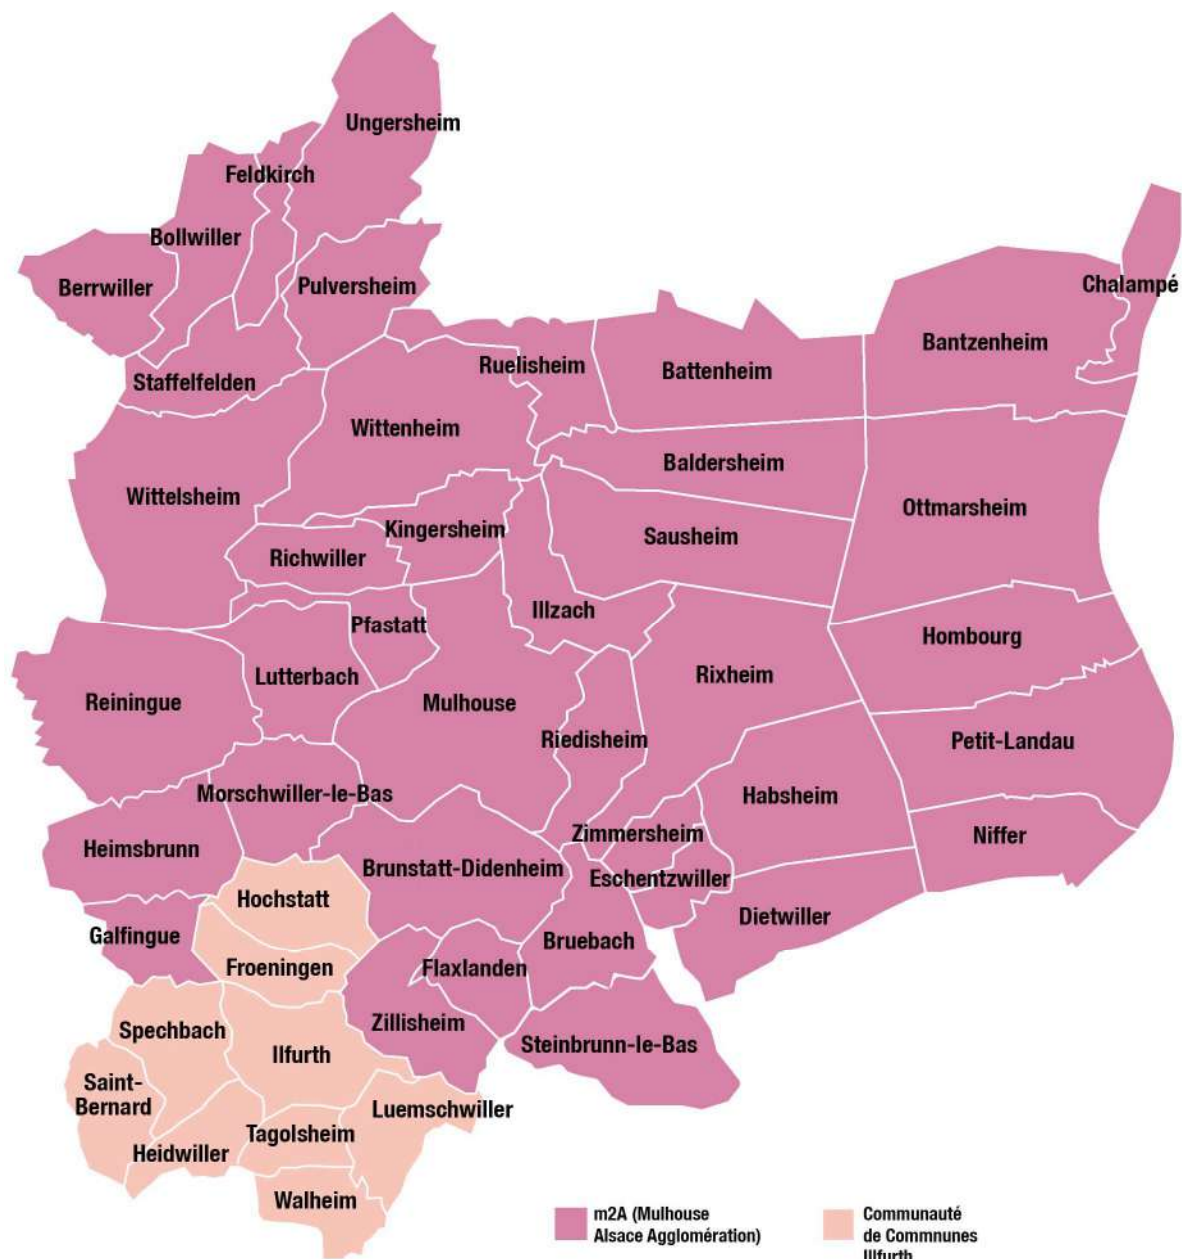 Ungersheim
Feldkirch
Bollwiller
Berrwiller
Pulversheim
Chalampé
Bantzenheim
Ruelisheim
Battenheim
Staffelfelden
Wittenheim
Baldersheim
Wittelsheim
Ottmarsheim
Kingersheim
Sausheim
Richwiller
Illzach
Pfastatt
Hombourg
Lutterbach
Rixheim
Reiningue
Mulhouse
Riedisheim
Petit-Landau
Morschwiller-le-Bas
Habsheim
Zimmersheim
Niffer
Heimsbrunn
Brunstatt-Didenheim
Eschentzwiller
Hochstatt
Dietwiller
Galfingue
Bruebach
Froeningen
Flaxlanden
Zillisheim
Spechbach
Steinbrunn-le-Bas
Ilfurth
Saint-
Bernard
Luemschwiller
Tagolsheim
Heidwiller
Walheim
m2A (Mulhouse
Alsace Agglomération)
Communauté
de Commnunes
Illfurth